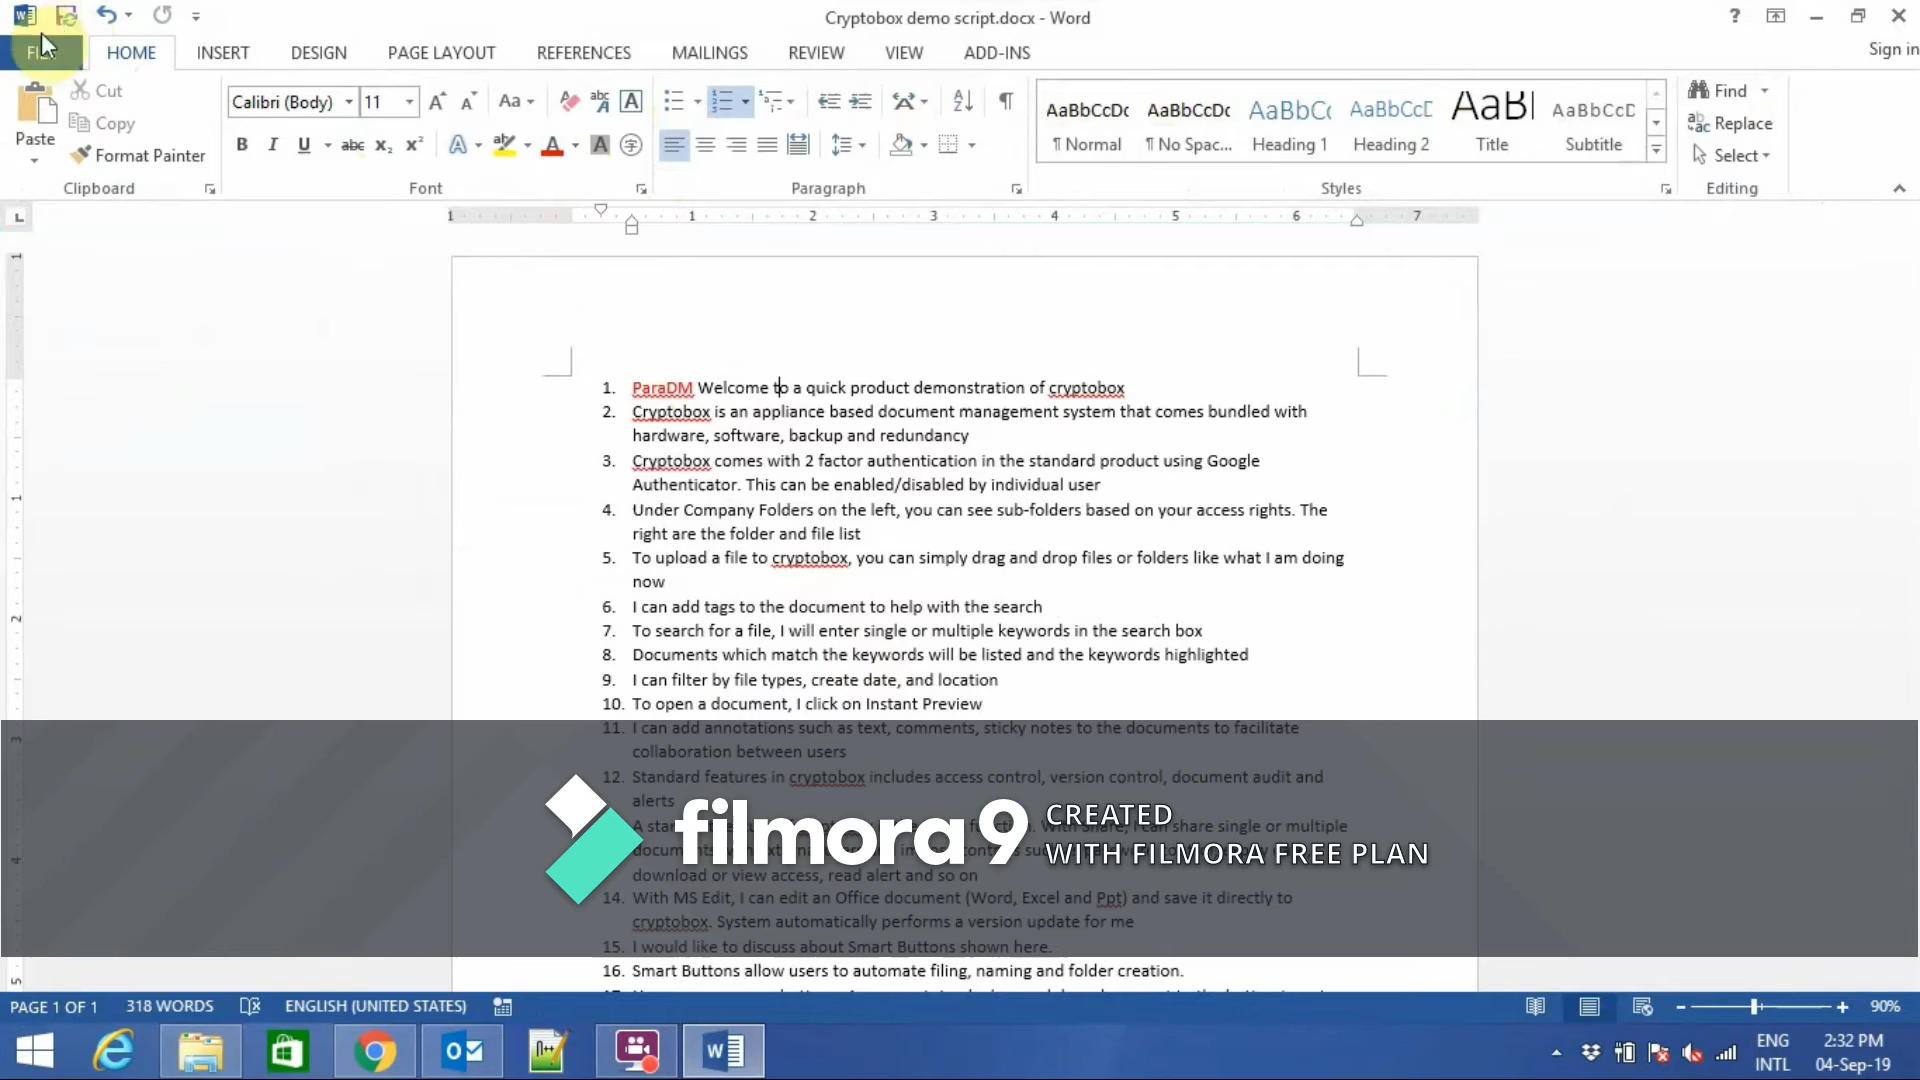 Cryptobox demo script.docx - Word
?
FILE HOME INSERT DESIGN PAGE LAYOUT REFERENCES MAILINGS REVIEW VIEW ADD-INS Sign in
Cut
Copy
Format Painter
Paste
Calibri (Body) 11
AaBbCcDc AaBbCcDc AaBbCc AaBbCcD AaBl AaBbCcD
¶ Normal ¶ No Spac... Heading 1 Heading 2 Title Subtitle
Find
Replace
Select
Clipboard Font Paragraph Styles Editing
1 1 2 3 4 5 6 7
1. ParaDM Welcome to a quick product demonstration of cryptobox
2. Cryptobox is an appliance based document management system that comes bundled with
hardware, software, backup and redundancy
3. Cryptobox comes with 2 factor authentication in the standard product using Google
Authenticator. This can be enabled/disabled by individual user
4. Under Company Folders on the left, you can see sub-folders based on your access rights. The
right are the folder and file list
5. To upload a file to cryptobox, you can simply drag and drop files or folders like what I am doing
now
6. I can add tags to the document to help with the search
7. To search for a file, I will enter single or multiple keywords in the search box
8. Documents which match the keywords will be listed and the keywords highlighted
9. I can filter by file types, create date, and location
10. To open a document, I click on Instant Preview
11. I can add annotations such as text, comments, sticky notes to the documents to facilitate
collaboration between users
12. Standard features in cryptobox includes access control, version control, document audit and
alerts
filmora9 CREATED
WITH FILMORA FREE PLAN
share single or multiple
download or view access, read alert and so on
14. With MS Edit, I can edit an Office document (Word, Excel and Ppt) and save it directly to
cryptobox. System automatically performs a version update for me
15. I would like to discuss about Smart Buttons shown here.
16. Smart Buttons allow users to automate filing, naming and folder creation.
PAGE 1 OF 1 318 WORDS ENGLISH (UNITED STATES) 90%
ENG 2:32 PM
INTL 04-Sep-19